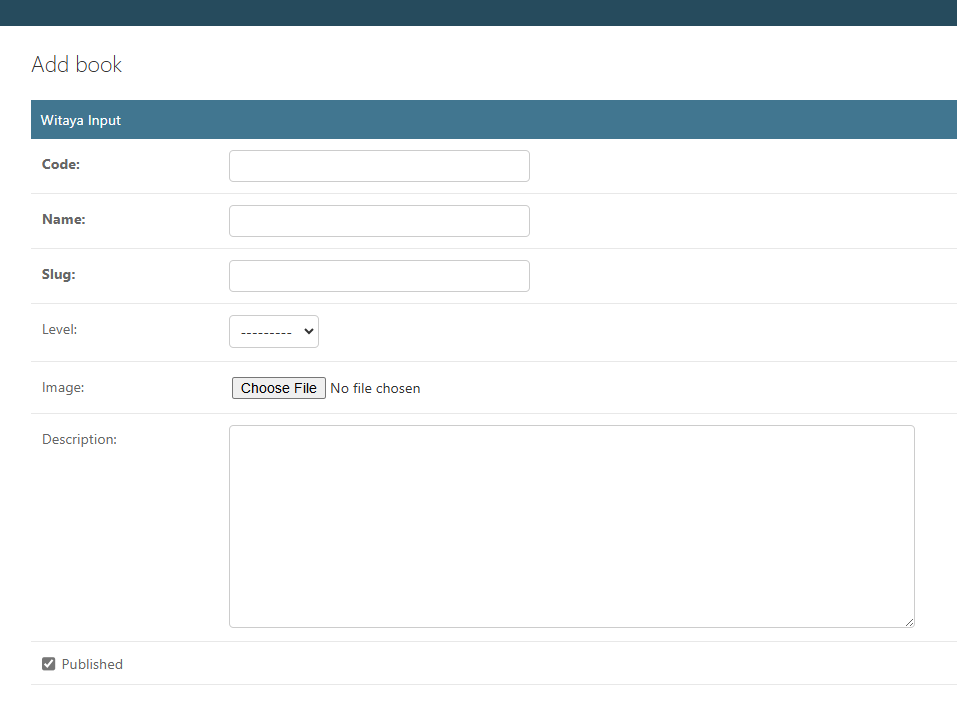 Add book
Witaya Input
Code:
Name:
Slug:
Level: ---------
Image: Choose File No file chosen
Description:
Published